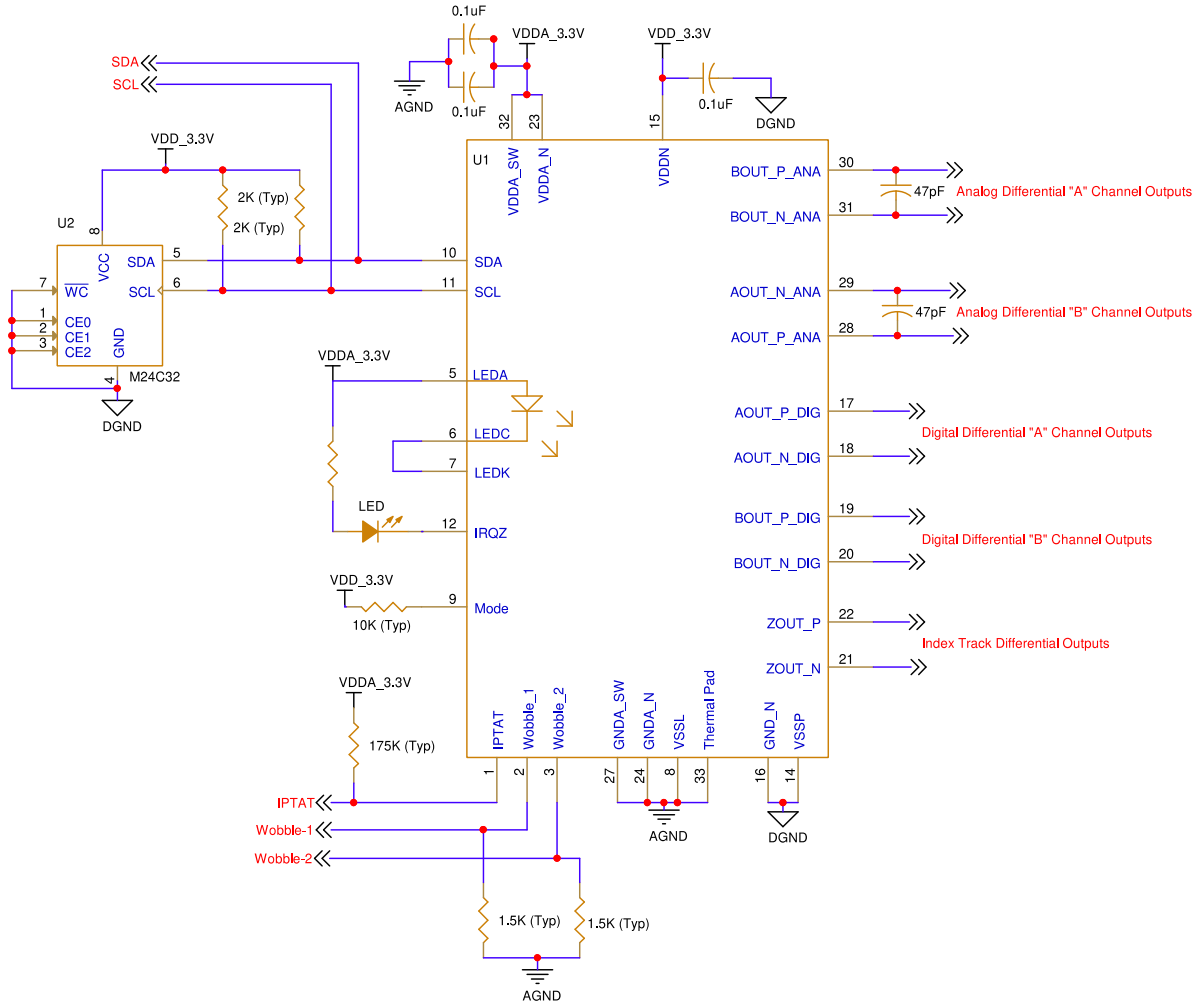 0.1uF
VDDA_3.3V
VDD_3.3V
SDA
SCL
AGND
0.1uF
0.1uF
DGND
32
23
15
VDD_3.3V
U1
VDDA_SW
VDDA_N
VDDN
BOUT_P_ANA
30
47pF
Analog Differential "A" Channel Outputs
BOUT_N_ANA
31
2K (Typ)
2K (Typ)
U2
8
VCC
SDA
5
10
SDA
SCL
6
11
SCL
7
WC
1
CE0
2
CE1
3
CE2
GND
4
M24C32
DGND
AOUT_N_ANA
29
47pF
Analog Differential "B" Channel Outputs
AOUT_P_ANA
28
VDDA_3.3V
5
LEDA
6
LEDC
7
LEDK
AOUT_P_DIG
17
Digital Differential "A" Channel Outputs
AOUT_N_DIG
18
LED
12
IRQZ
BOUT_P_DIG
19
Digital Differential "B" Channel Outputs
BOUT_N_DIG
20
VDD_3.3V
9
Mode
10K (Typ)
ZOUT_P
22
Index Track Differential Outputs
ZOUT_N
21
VDDA_3.3V
175K (Typ)
IPTAT
Wobble_1
Wobble_2
GNDA_SW
GNDA_N
VSSL
Thermal Pad
GND_N
VSSP
1
2
3
27
24
8
33
16
14
IPTAT
AGND
DGND
Wobble-1
Wobble-2
1.5K (Typ)
1.5K (Typ)
AGND